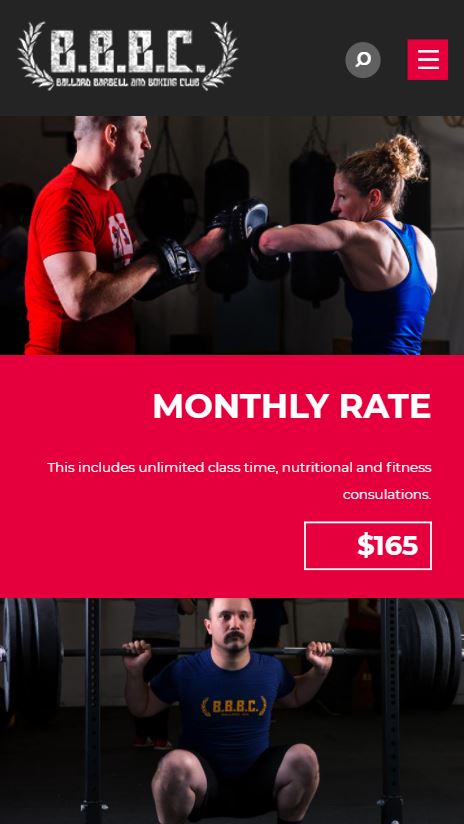 B.B.B.C.
BALLARD BARBELL AND BOXING CLUB
MONTHLY RATE
This includes unlimited class time, nutritional and fitness
consulations.
$165
B.B.B.C.